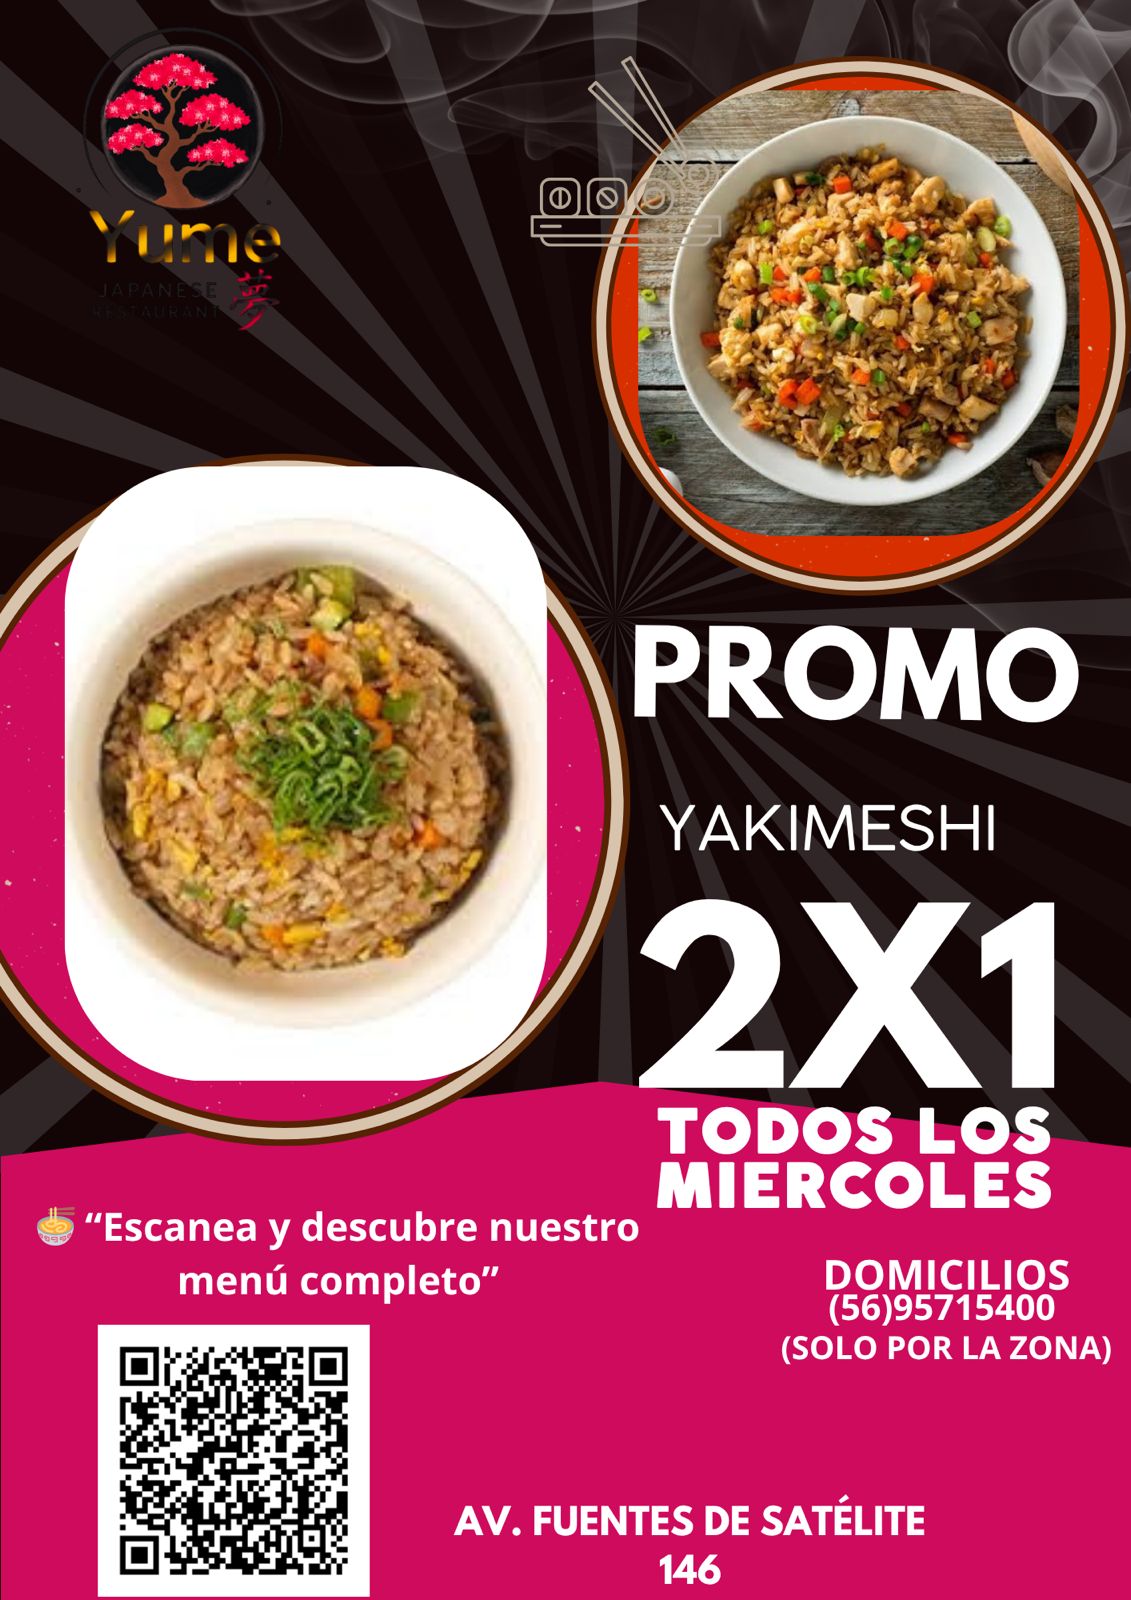 Yume
JAPANESE
RESTAURANT
夢
PROMO
YAKIMESHI
2X1
TODOS LOS
MIERCOLES
“Escanea y descubre nuestro
menú completo”
DOMICILIOS
(56)95715400
(SOLO POR LA ZONA)
AV. FUENTES DE SATÉLITE
146